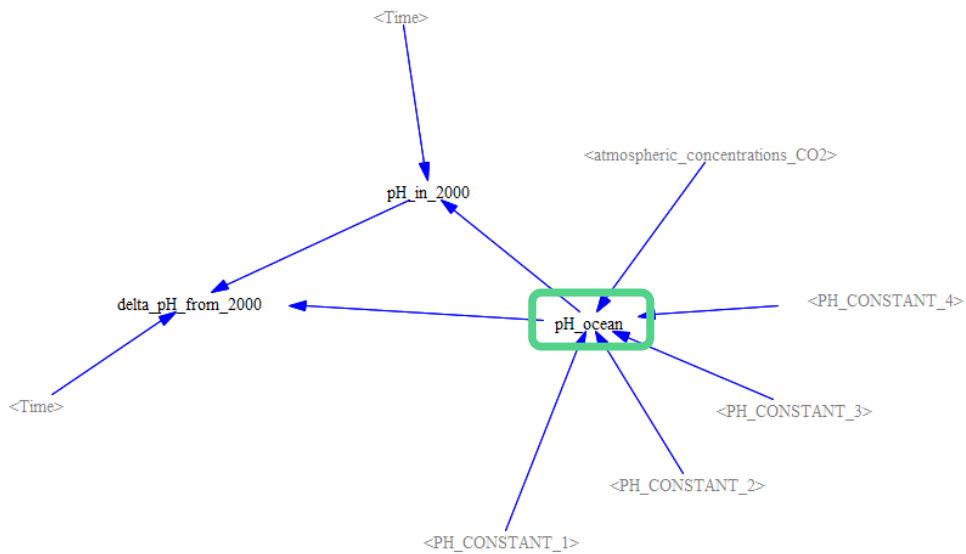 <Time>
<atmospheric_concentrations_CO2>
pH_in_2000
delta_pH_from_2000
<PH_CONSTANT_4>
pH_ocean
<Time>
<PH_CONSTANT_3>
<PH_CONSTANT_2>
<PH_CONSTANT_1>